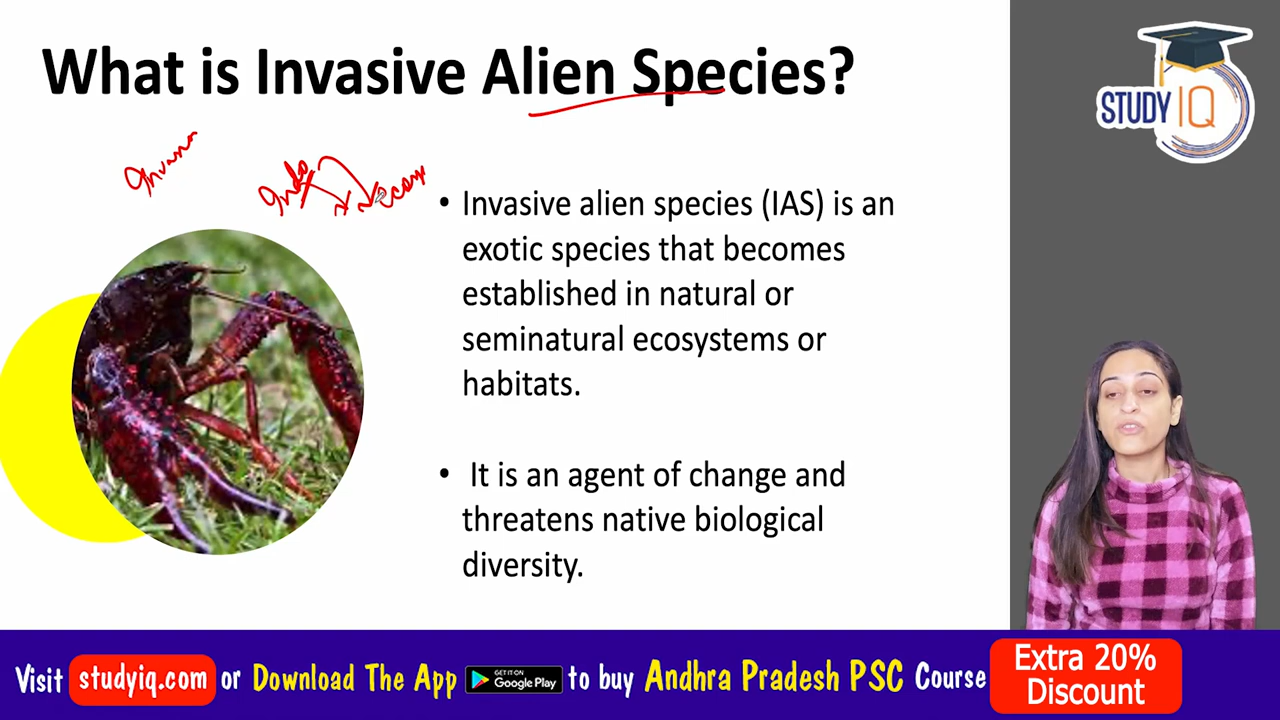 What is Invasive Alien Species?
STUDY IQ
• Invasive alien species (IAS) is an
exotic species that becomes
established in natural or
seminatural ecosystems or
habitats.
• It is an agent of change and
threatens native biological
diversity.
Visit studyiq.com or Download The App GET IT ON Google Play to buy Andhra Pradesh PSC Course
Extra 20%
Discount